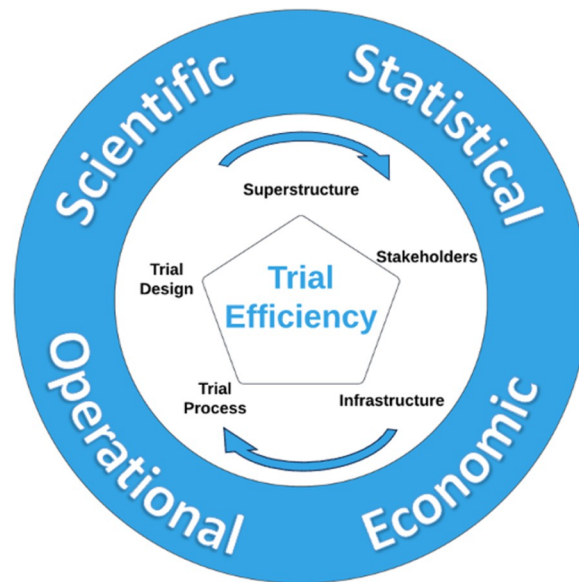 Scientific
Statistical
Superstructure
Stakeholders
Trial
Design
Trial
Efficiency
Trial
Process
Infrastructure
Operational
Economic